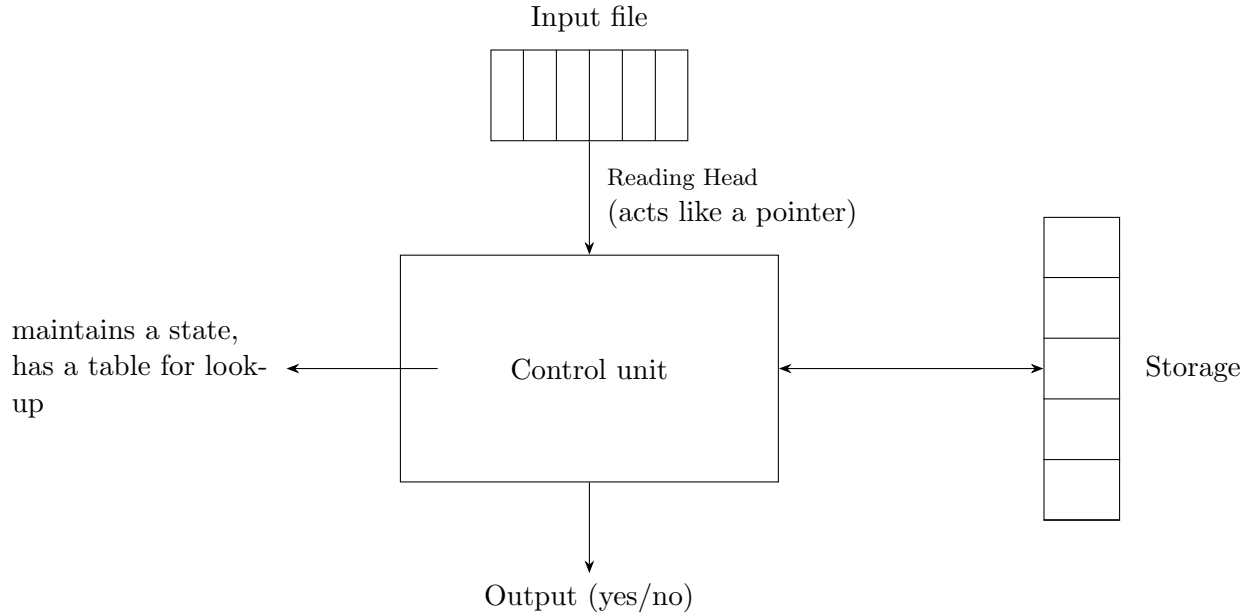 Input file
Reading Head
(acts like a pointer)
maintains a state,
has a table for look-
up
Control unit
Storage
Output (yes/no)